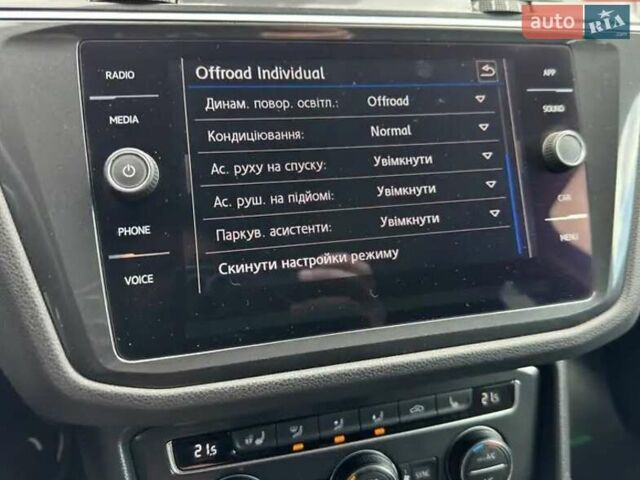 auto RIA .com
RADIO
MEDIA
PHONE
VOICE
Offroad Individual
Динам. повор. освітл.: Offroad
Кондиціювання: Normal
Ас. руху на спуску: Увімкнути
Ас. руш. на підйомі: Увімкнути
Паркув. асистенти: Увімкнути
Скинути настройки режиму
APP
SOUND
CAR
MENU
21.5
21.5
A/C
SYNC
A/C